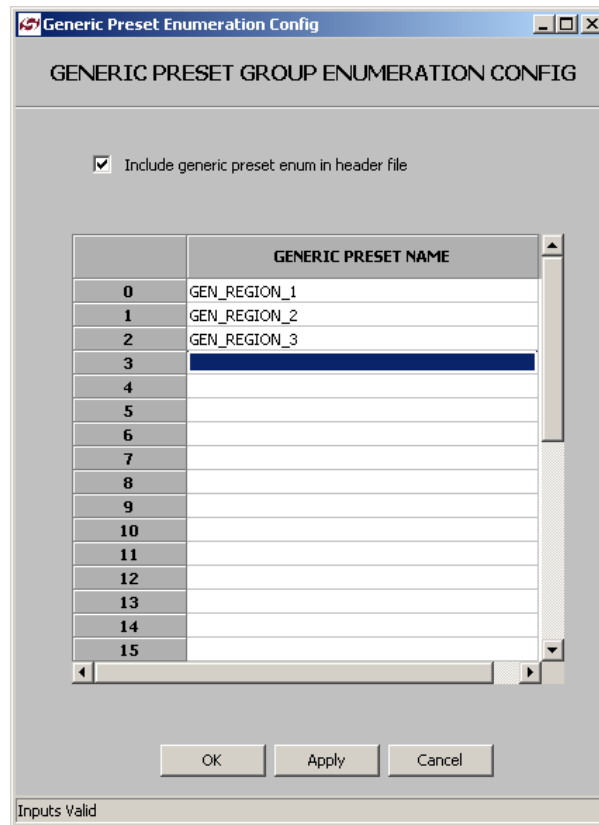 Generic Preset Enumeration Config
GENERIC PRESET GROUP ENUMERATION CONFIG
Include generic preset enum in header file
GENERIC PRESET NAME
0 GEN_REGION_1
1 GEN_REGION_2
2 GEN_REGION_3
3
4
5
6
7
8
9
10
11
12
13
14
15
OK Apply Cancel
Inputs Valid